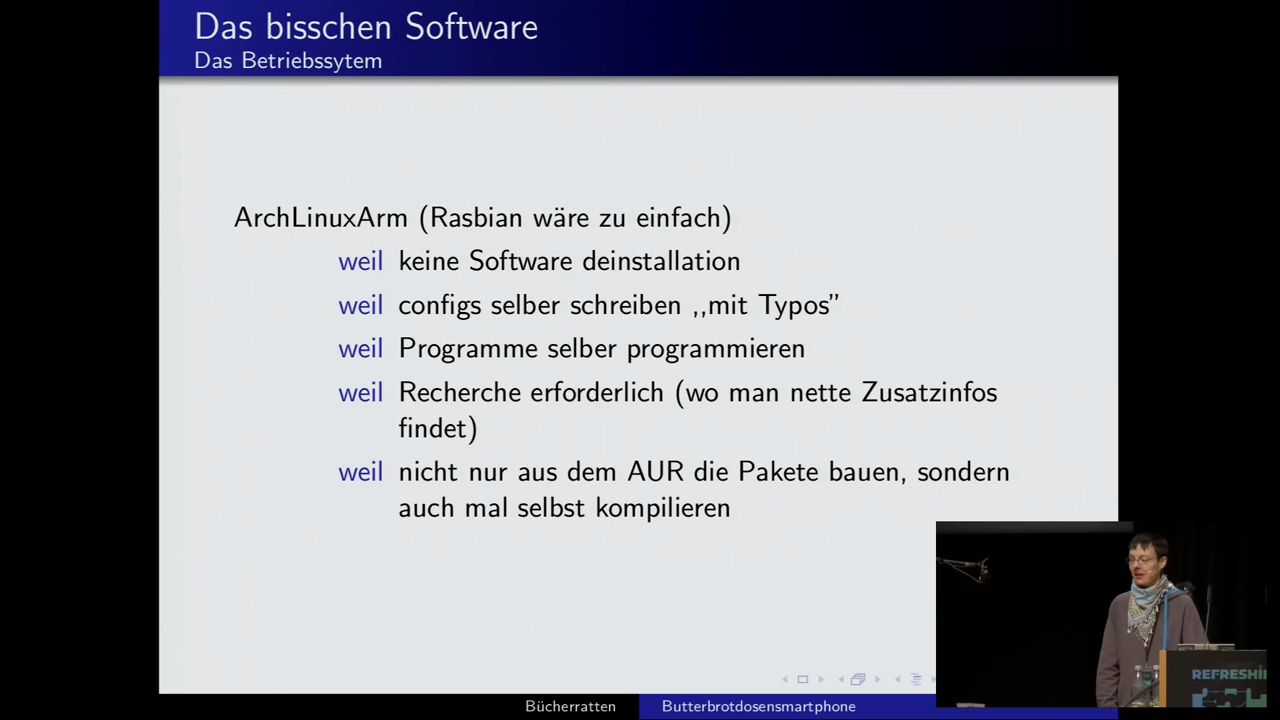 Das bisschen Software
Das Betriebssytem
ArchLinuxArm (Rasbian wäre zu einfach)
weil keine Software deinstallation
weil configs selber schreiben ,,mit Typos”
weil Programme selber programmieren
weil Recherche erforderlich (wo man nette Zusatzinfos
findet)
weil nicht nur aus dem AUR die Pakete bauen, sondern
auch mal selbst kompilieren
Bücherratten
Butterbrotdosensmartphone